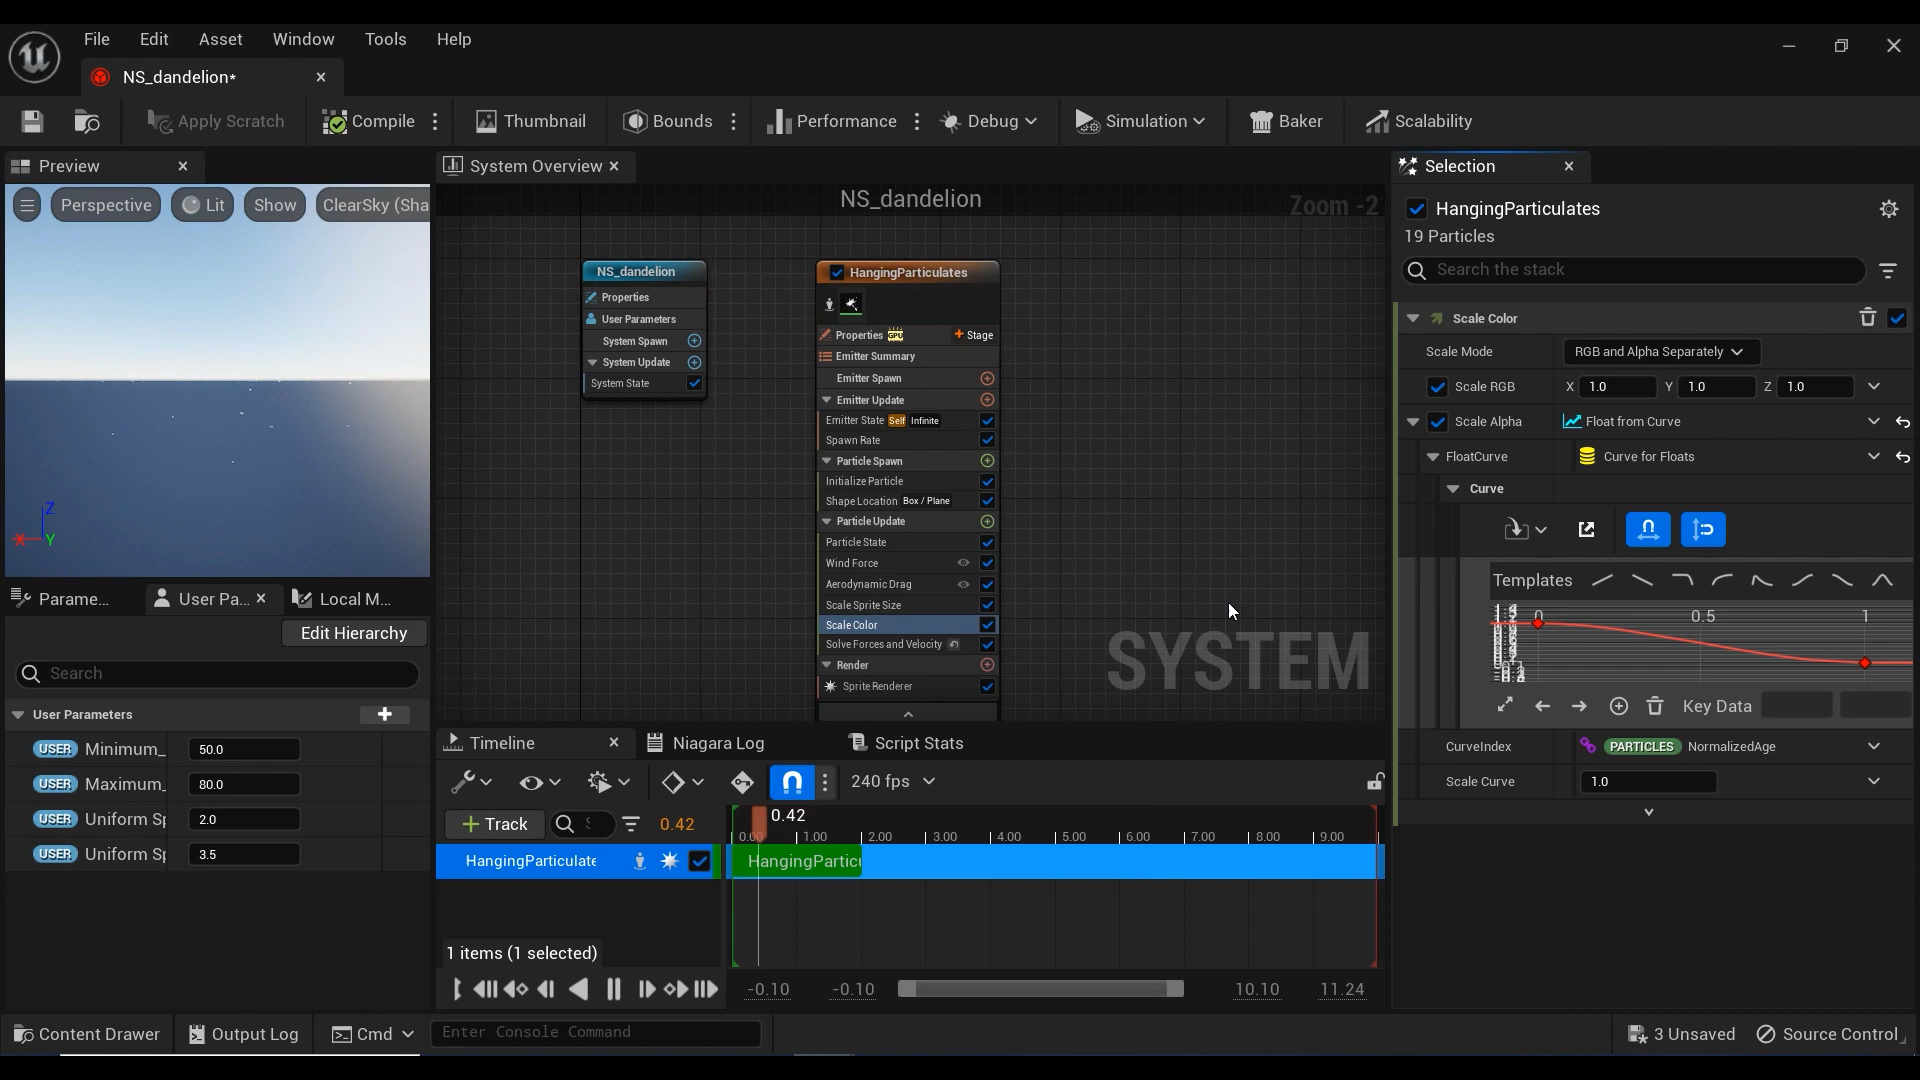 File Edit Asset Window Tools Help
NS_dandelion*
Apply Scratch Compile Thumbnail Bounds Performance Debug Simulation Baker Scalability
Preview
Perspective Lit Show ClearSky (Sha
X Z Y
Parame... User Pa... Local M...
Edit Hierarchy
Search
User Parameters
USER Minimum_ 50.0
USER Maximum_ 80.0
USER Uniform Sp 2.0
USER Uniform Sp 3.5
System Overview
NS_dandelion
Zoom -2
NS_dandelion
Properties
User Parameters
System Spawn
System Update
System State
HangingParticulates
Properties GPU Stage
Emitter Summary
Emitter Spawn
Emitter Update
Emitter State Self Infinite
Spawn Rate
Particle Spawn
Initialize Particle
Shape Location Box / Plane
Particle Update
Particle State
Wind Force
Aerodynamic Drag
Scale Sprite Size
Scale Color
Solve Forces and Velocity
Render
Sprite Renderer
SYSTEM
Timeline Niagara Log Script Stats
240 fps
Track 0.42
0.42
0.00 1.00 2.00 3.00 4.00 5.00 6.00 7.00 8.00 9.00
HangingParticulate HangingParticu
1 items (1 selected)
-0.10 -0.10 10.10 11.24
Selection
HangingParticulates
19 Particles
Search the stack
Scale Color
Scale Mode RGB and Alpha Separately
Scale RGB X 1.0 Y 1.0 Z 1.0
Scale Alpha Float from Curve
FloatCurve Curve for Floats
Curve
Templates
0 0.5 1
Key Data
CurveIndex PARTICLES NormalizedAge
Scale Curve 1.0
Content Drawer Output Log Cmd Enter Console Command 3 Unsaved Source Control